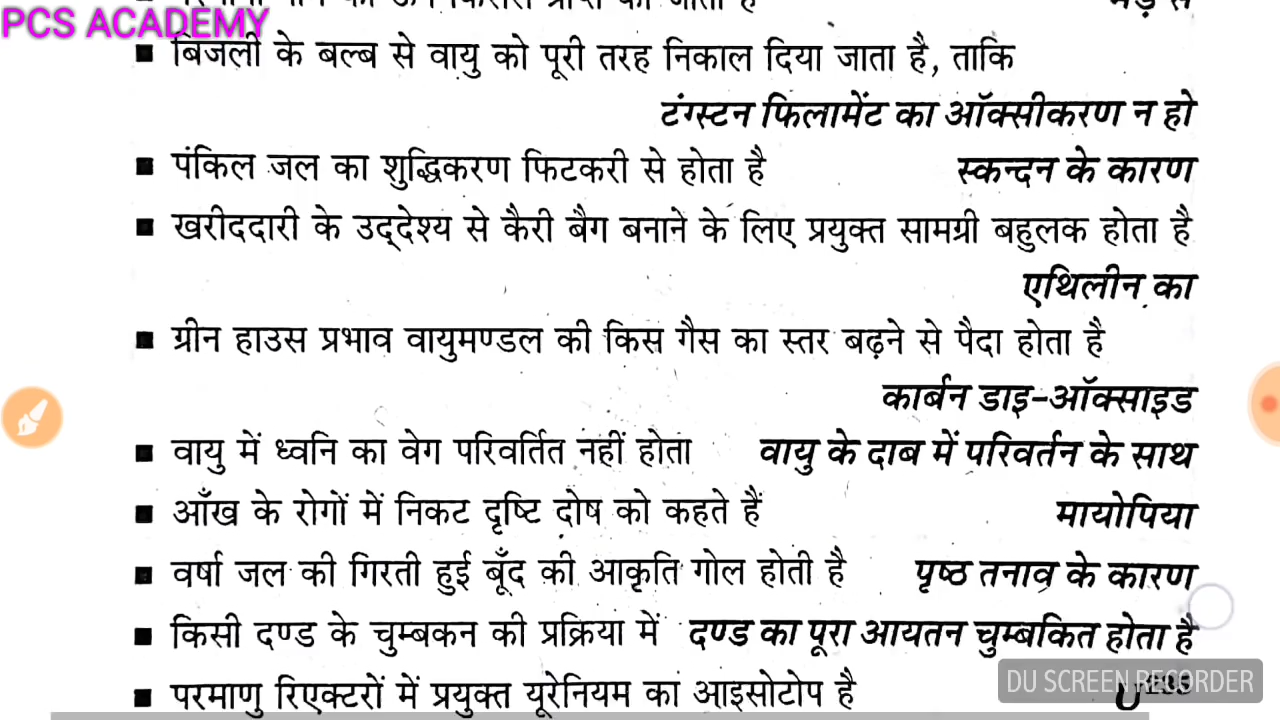 PCS ACADEMY
■ बिजली के बल्ब से वायु को पूरी तरह निकाल दिया जाता है, ताकि
टंग्स्टन फिलामेंट का ऑक्सीकरण न हो
■ पंकिल जल का शुद्धिकरण फिटकरी से होता है स्कन्दन के कारण
■ खरीददारी के उद्देश्य से कैरी बैग बनाने के लिए प्रयुक्त सामग्री बहुलक होता है
एथिलीन का
■ ग्रीन हाउस प्रभाव वायुमण्डल की किस गैस का स्तर बढ़ने से पैदा होता है
कार्बन डाइ-ऑक्साइड
■ वायु में ध्वनि का वेग परिवर्तित नहीं होता वायु के दाब में परिवर्तन के साथ
■ आँख के रोगों में निकट दृष्टि दोष को कहते हैं मायोपिया
■ वर्षा जल की गिरती हुई बूँद की आकृति गोल होती है पृष्ठ तनाव के कारण
■ किसी दण्ड के चुम्बकन की प्रक्रिया में दण्ड का पूरा आयतन चुम्बकित होता है
■ परमाणु रिएक्टरों में प्रयुक्त यूरेनियम का आइसोटोप है
DU SCREEN RECORDER